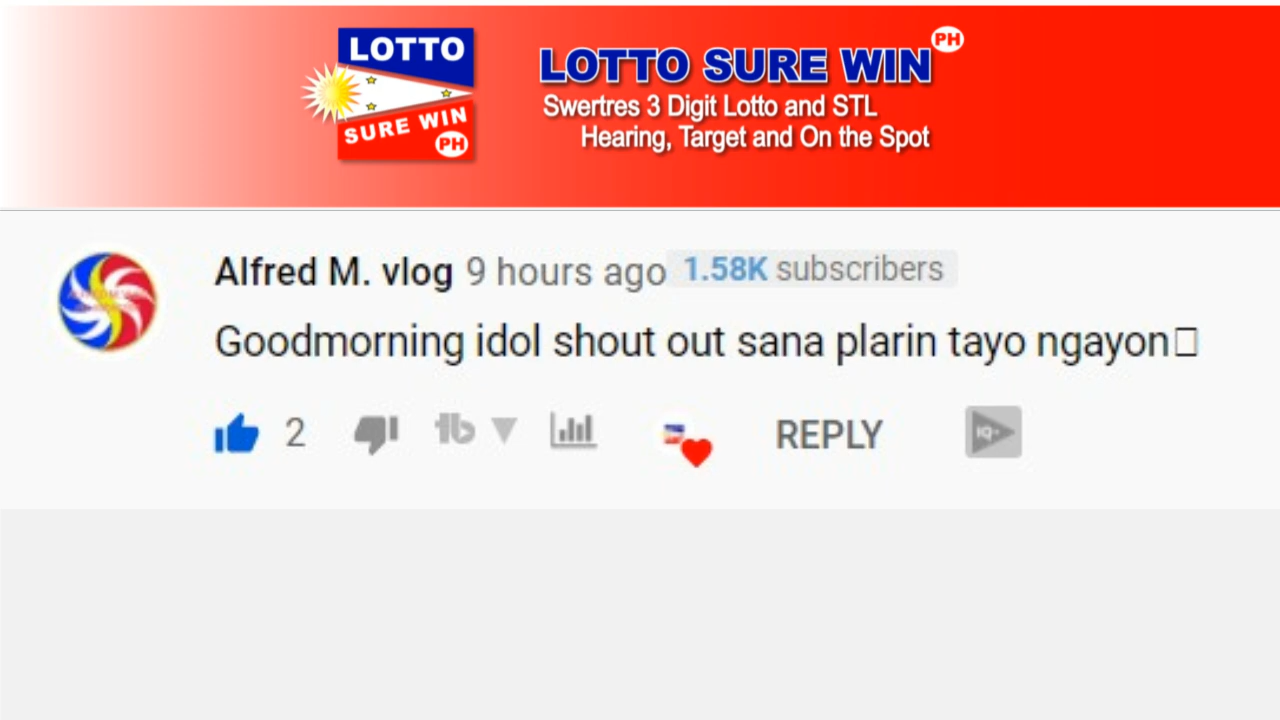 LOTTO
SURE WIN
PH
LOTTO SURE WIN PH
Swertres 3 Digit Lotto and STL
Hearing, Target and On the Spot
Alfred M. vlog 9 hours ago 1.58K subscribers
Goodmorning idol shout out sana plarin tayo ngayon□
2 tb REPLY IQ